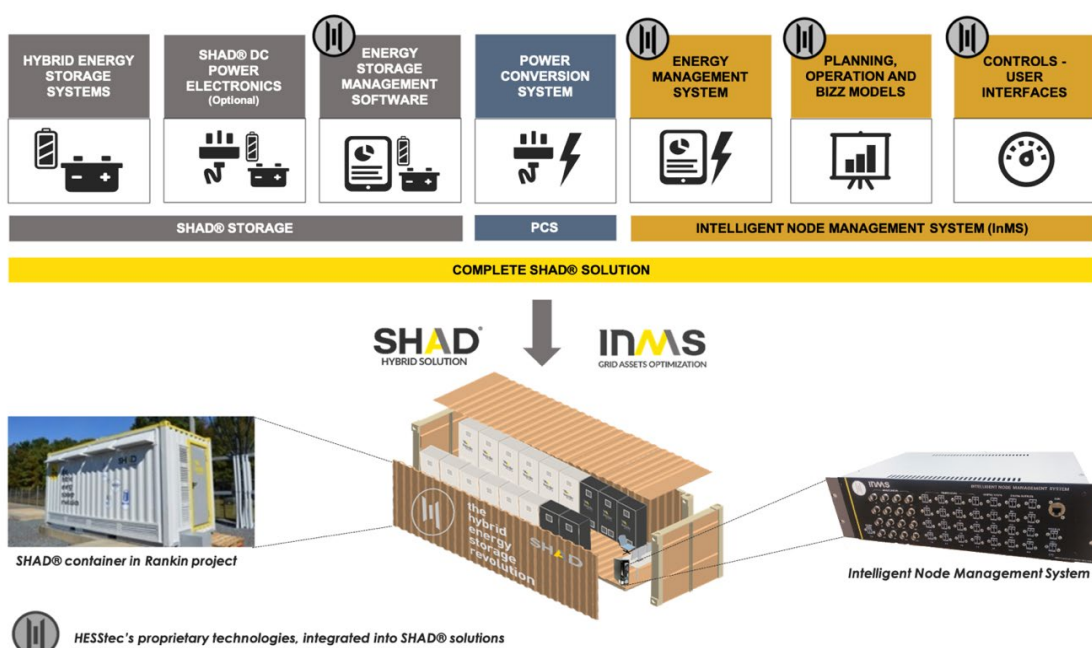 HYBRID ENERGY
STORAGE
SYSTEMS
SHAD® DC
POWER
ELECTRONICS
(Optional)
ENERGY
STORAGE
MANAGEMENT
SOFTWARE
POWER
CONVERSION
SYSTEM
ENERGY
MANAGEMENT
SYSTEM
PLANNING,
OPERATION AND
BIZZ MODELS
CONTROLS -
USER
INTERFACES
SHAD® STORAGE
PCS
INTELLIGENT NODE MANAGEMENT SYSTEM (InMS)
COMPLETE SHAD® SOLUTION
SHAD®
HYBRID SOLUTION
INMS
GRID ASSETS OPTIMIZATION
SHAD
the
hybrid
energy
storage
revolution
SHAD
INMS
INTELLIGENT NODE MANAGEMENT SYSTEM
SHAD® container in Rankin project
Intelligent Node Management System
HESStec's proprietary technologies, integrated into SHAD® solutions